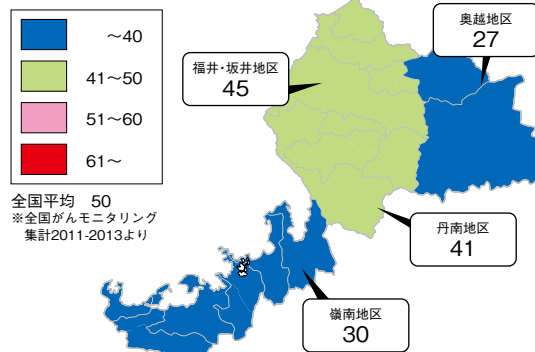 ～40
41～50
51～60
61～
全国平均 50
※全国がんモニタリング
集計2011-2013より
奥越地区
27
福井・坂井地区
45
丹南地区
41
嶺南地区
30